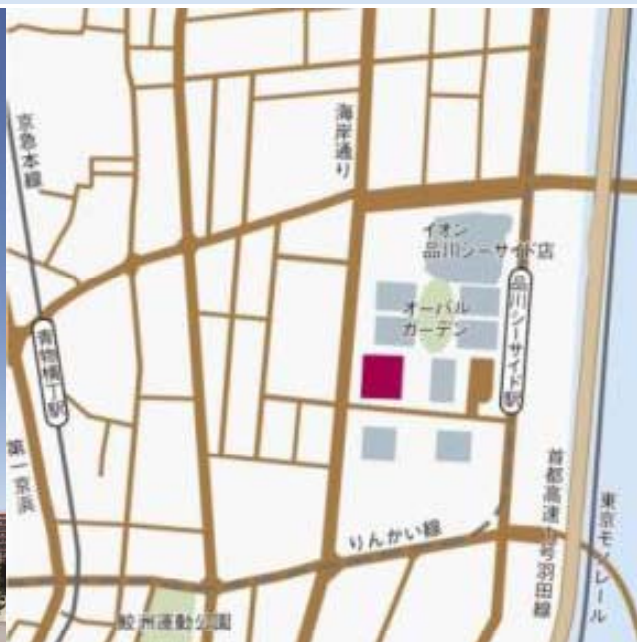 京急本線
海岸通り
イオン
品川シーサイド店
オーバル
ガーデン
品川シーサイド駅
青物横丁駅
第一京浜
首都高速1号羽田線
東京モノレール
りんかい線
鮫洲運動公園